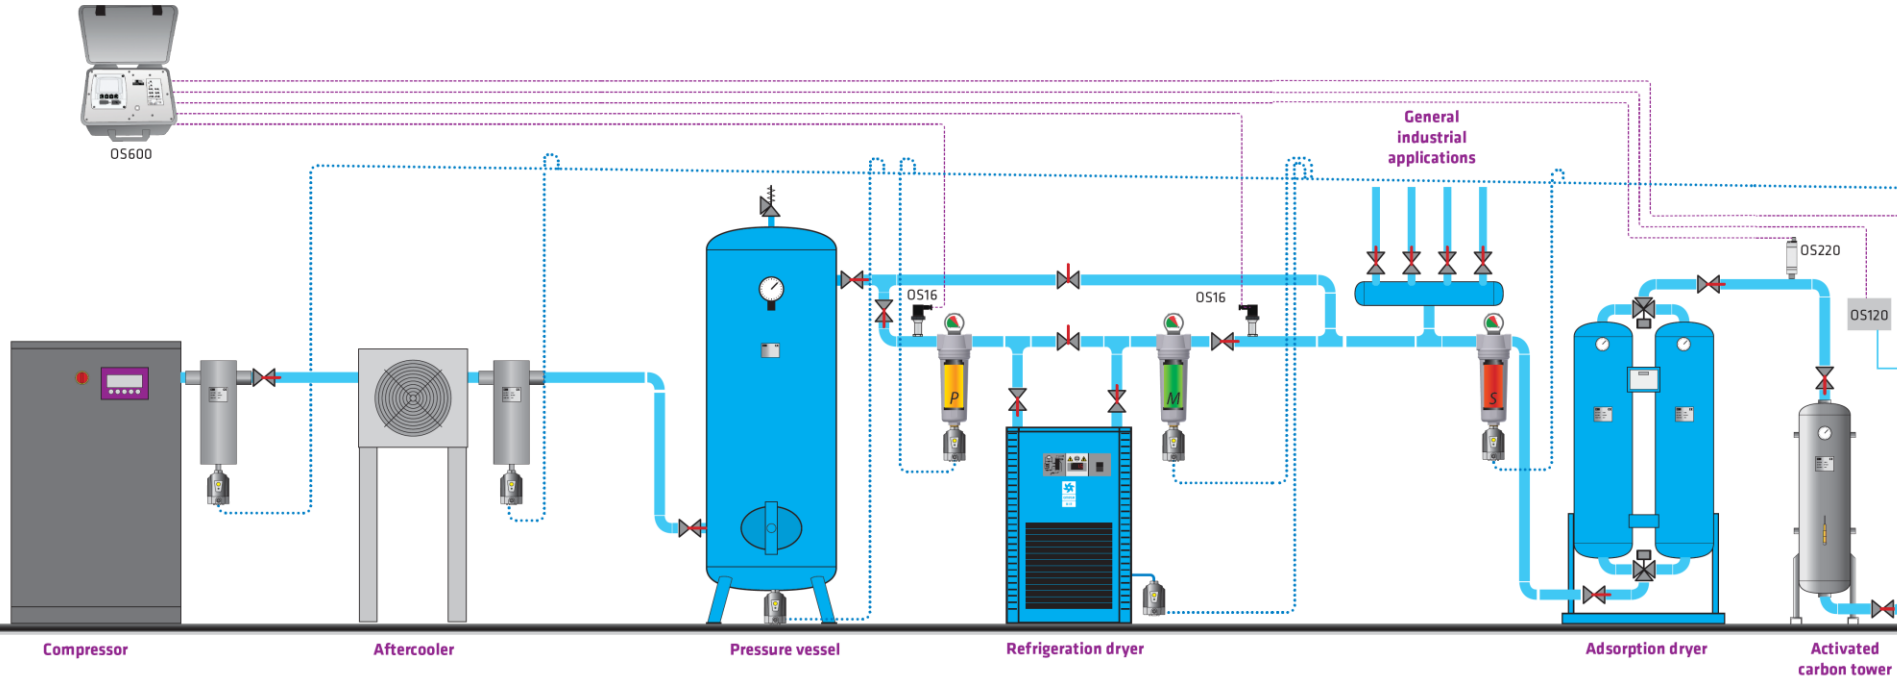 OS600
General
industrial
applications
OS220
OS16
OS16
OS120
P
M
S
Compressor
Aftercooler
Pressure vessel
Refrigeration dryer
Adsorption dryer
Activated
carbon tower